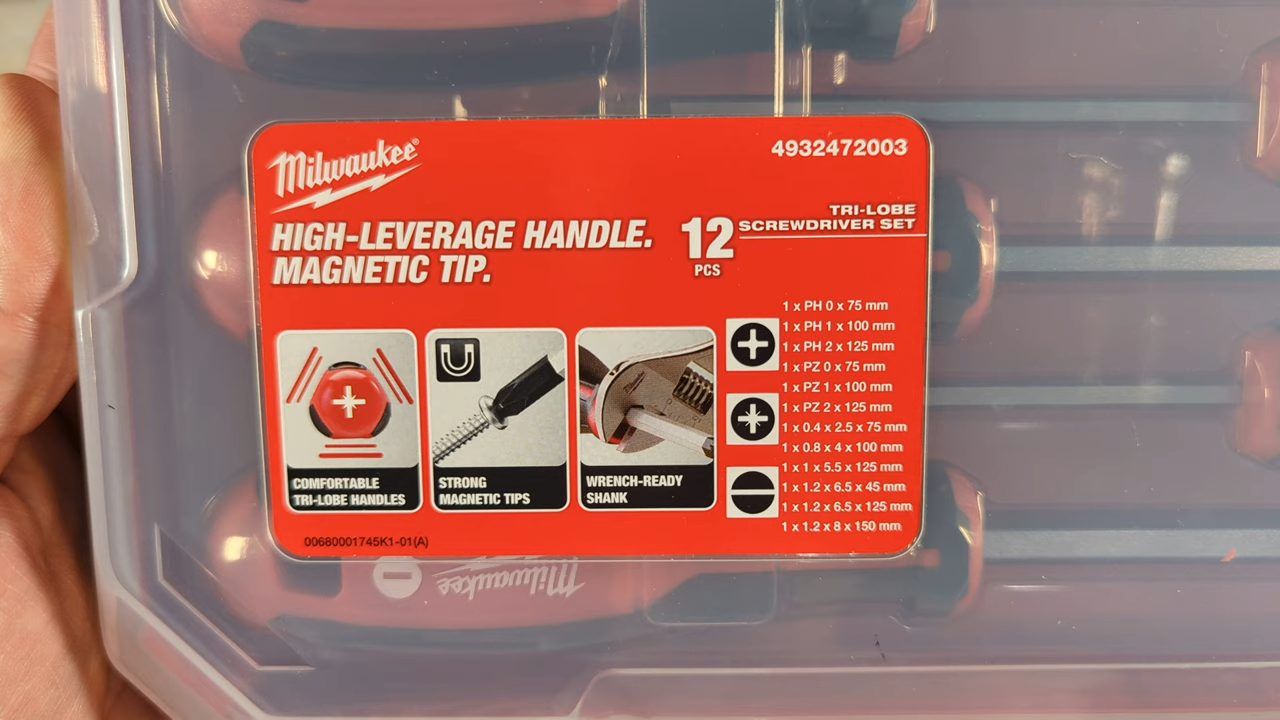 Milwaukee®
4932472003
HIGH-LEVERAGE HANDLE.
MAGNETIC TIP.
12
PCS
TRI-LOBE
SCREWDRIVER SET
1 x PH 0 x 75 mm
1 x PH 1 x 100 mm
1 x PH 2 x 125 mm
1 x PZ 0 x 75 mm
1 x PZ 1 x 100 mm
1 x PZ 2 x 125 mm
1 x 0.4 x 2.5 x 75 mm
1 x 0.8 x 4 x 100 mm
1 x 1 x 5.5 x 125 mm
1 x 1.2 x 6.5 x 45 mm
1 x 1.2 x 6.5 x 125 mm
1 x 1.2 x 8 x 150 mm
Milwaukee
COMFORTABLE
TRI-LOBE HANDLES
STRONG
MAGNETIC TIPS
WRENCH-READY
SHANK
00680001745K1-01(A)
Milwaukee